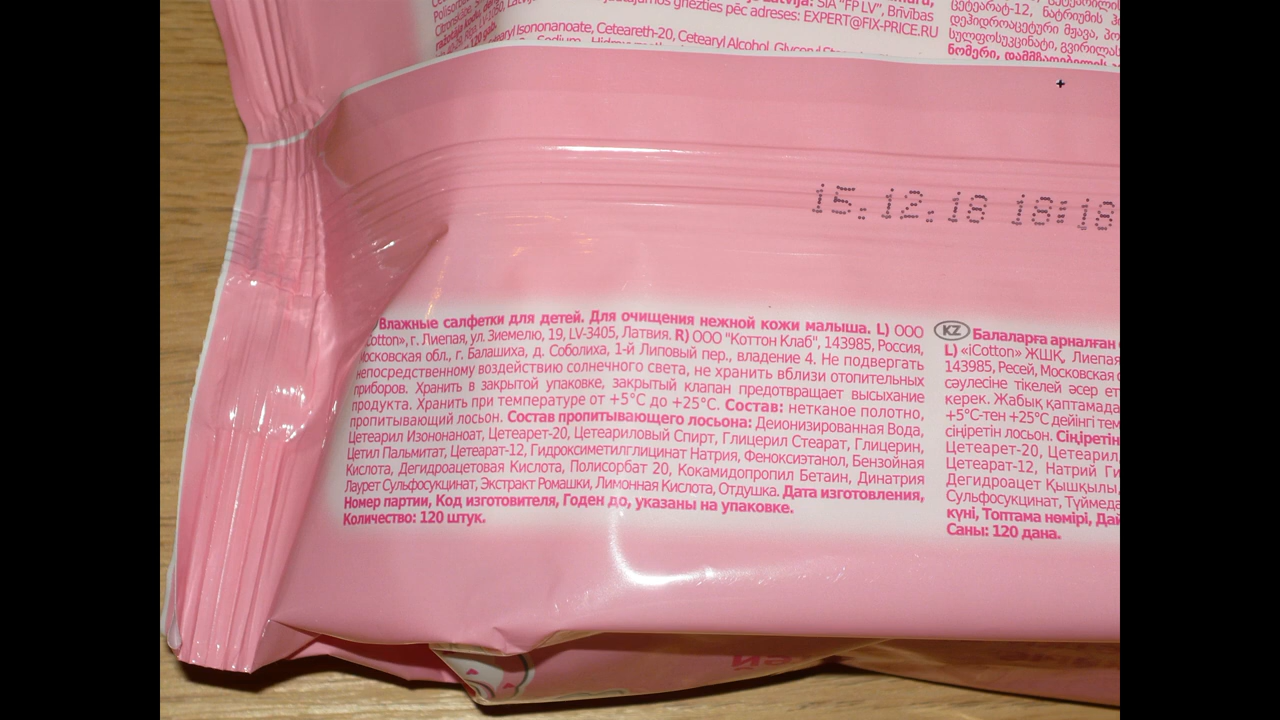 Latvija: SIA "FP LV", Brīvības
pēc adreses: EXPERT@FIX-PRICE.RU
Isononanoate, Ceteareth-20, Cetearyl Alcohol,
15.12.18 18:18
Влажные салфетки для детей. Для очищения нежной кожи малыша. L) ООО
Cotton», г. Лиепая, ул. Зиемелю, 19, LV-3405, Латвия. R) ООО "Коттон Клаб", 143985, Россия,
Московская обл., г. Балашиха, д. Соболиха, 1-й Липовый пер., владение 4. Не подвергать
непосредственному воздействию солнечного света, не хранить вблизи отопительных
приборов. Хранить в закрытой упаковке, закрытый клапан предотвращает высыхание
продукта. Хранить при температуре от +5°C до +25°C. Состав: нетканое полотно,
пропитывающий лосьон. Состав пропитывающего лосьона: Деионизированная Вода,
Цетеарил Изононаноат, Цетеарет-20, Цетеариловый Спирт, Глицерил Стеарат, Глицерин,
Цетил Пальмитат, Цетеарат-12, Гидроксиметилглицинат Натрия, Феноксиэтанол, Бензойная
Кислота, Дегидроацетовая Кислота, Полисорбат 20, Кокамидопропил Бетаин, Динатрия
Лаурет Сульфосукцинат, Экстракт Ромашки, Лимонная Кислота, Отдушка. Дата изготовления,
Номер партии, Код изготовителя, Годен до, указаны на упаковке.
Количество: 120 штук.
KZ Балаларға арналған
L) «iCotton» ЖШҚ, Лиепая
143985, Ресей, Московская
сәулесіне тікелей әсер
керек. Жабық қаптамада
+5°C-тен +25°C дейінгі
сіңіретін лосьон. Сіңіретін
Цетеарет-20, Цетеарил
Цетеарат-12, Натрий
Дегидроацет Қышқылы,
Сульфосукцинат,
күні, Топтама нөмірі,
Саны: 120 дана.